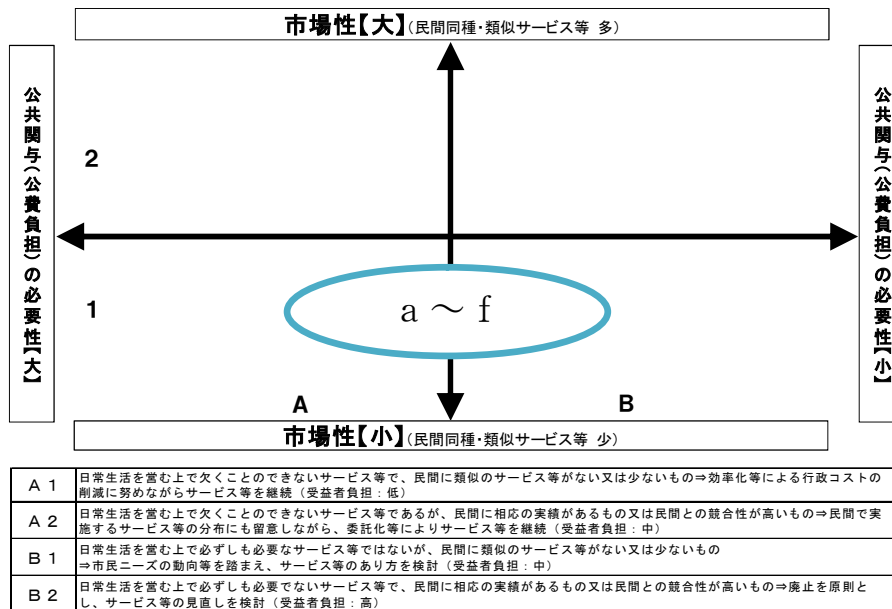 市場性【大】(民間同種・類似サービス等 多)
公共関与(公費負担)の必要性【大】
公共関与(公費負担)の必要性【小】
2
1
a ～ f
A
B
市場性【小】(民間同種・類似サービス等 少)
A 1
日常生活を営む上で欠くことのできないサービス等で、民間に類似のサービス等がない又は少ないもの⇒効率化等による行政コストの
削減に努めながらサービス等を継続（受益者負担：低）
A 2
日常生活を営む上で欠くことのできないサービス等であるが、民間に相応の実績があるもの又は民間との競合性が高いもの⇒民間で実
施するサービス等の分布にも留意しながら、委託化等によりサービス等を継続（受益者負担：中）
B 1
日常生活を営む上で必ずしも必要なサービス等ではないが、民間に類似のサービス等がない又は少ないもの
⇒市民ニーズの動向等を踏まえ、サービス等のあり方を検討（受益者負担：中）
B 2
日常生活を営む上で必ずしも必要でないサービス等で、民間に相応の実績があるもの又は民間との競合性が高いもの⇒廃止を原則と
し、サービス等の見直しを検討（受益者負担：高）